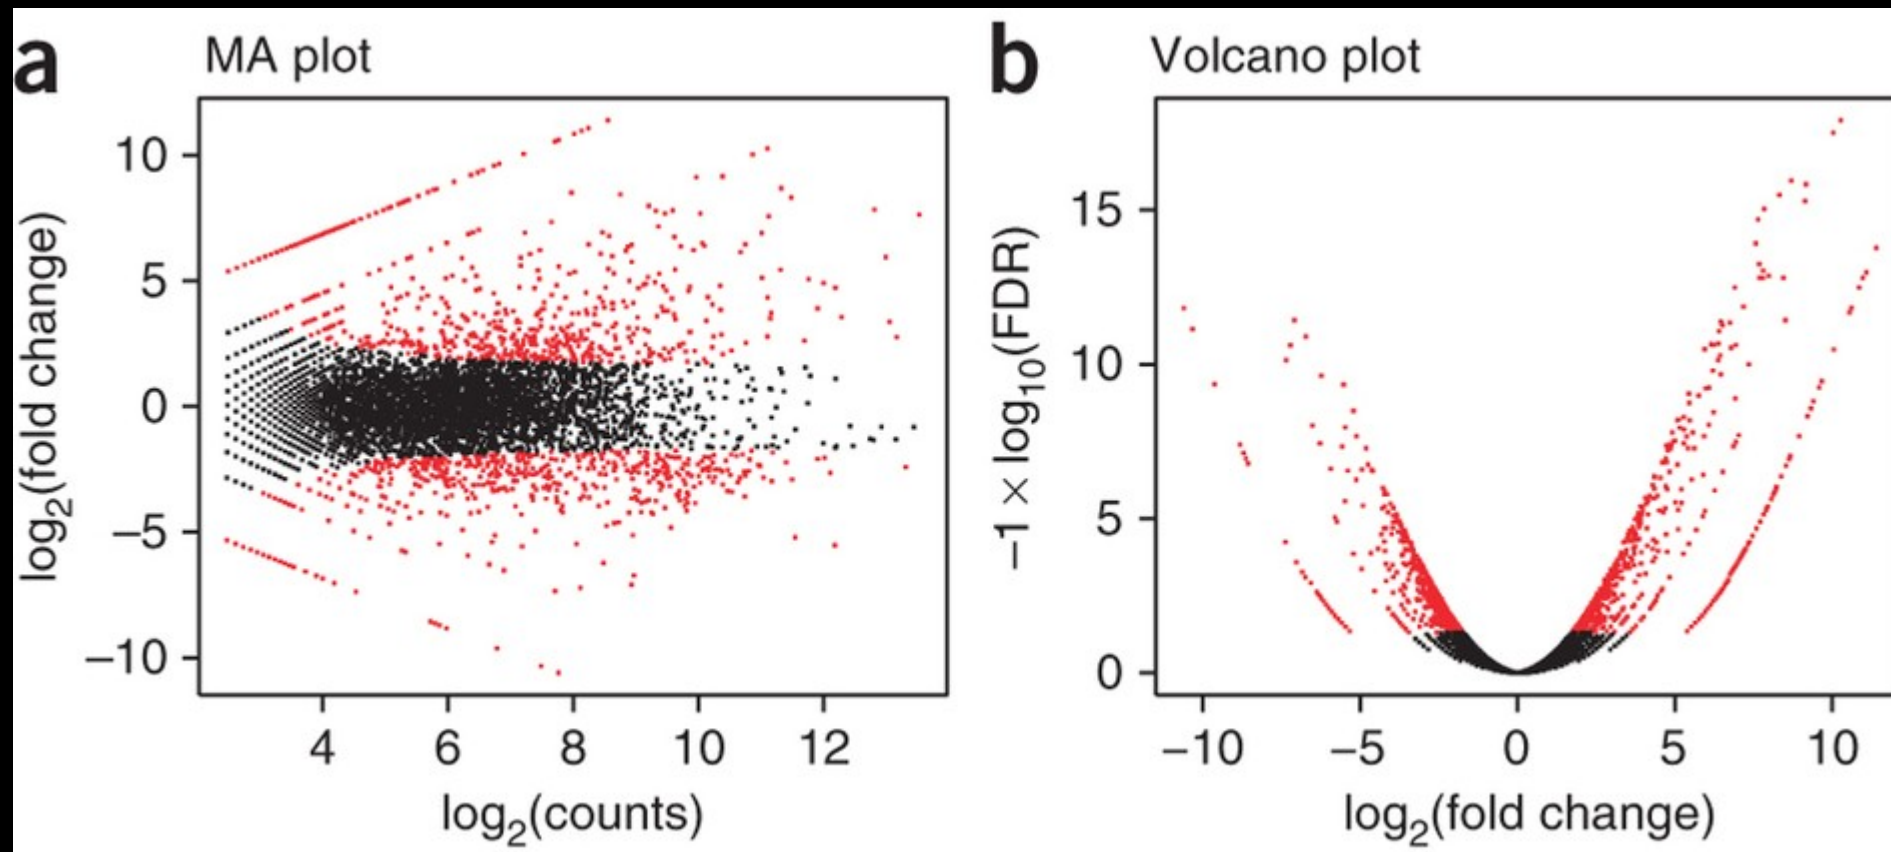 a MA plot
10
5
0
−5
−10
log2(fold change)
4 6 8 10 12
log2(counts)
b Volcano plot
15
10
5
0
−1 × log10(FDR)
−10 −5 0 5 10
log2(fold change)